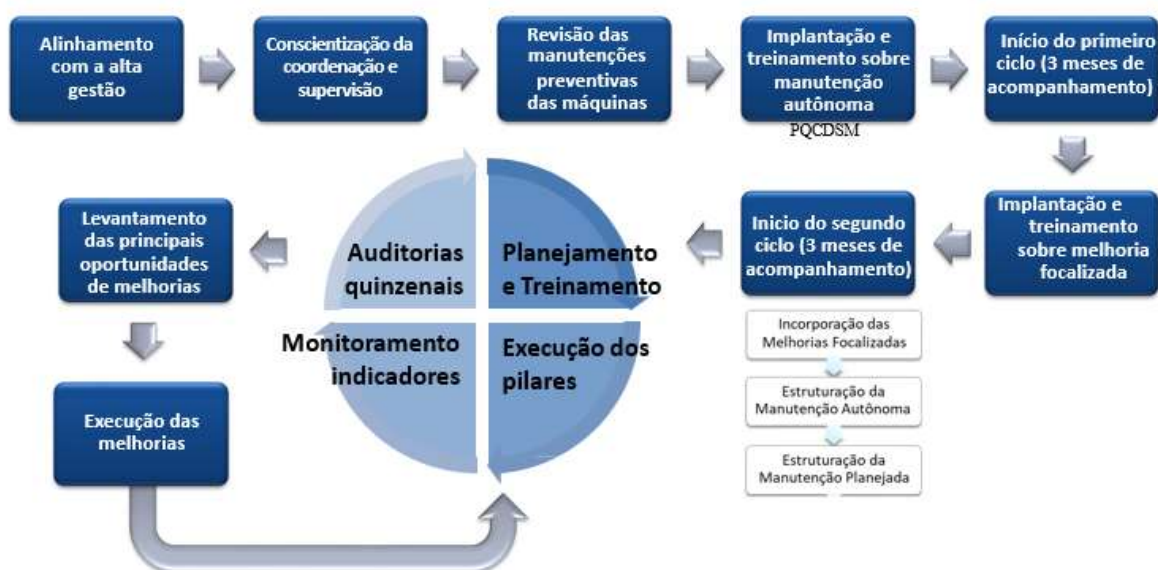 Alinhamento
com a alta
gestão
Conscientização da
coordenação e
supervisão
Revisão das
manutenções
preventivas
das máquinas
Implantação e
treinamento sobre
manutenção
autônoma
PQCDSM
Início do primeiro
ciclo (3 meses de
acompanhamento)
Implantação e
treinamento
sobre melhoria
focalizada
Inicio do segundo
ciclo (3 meses de
acompanhamento)
Incorporação das
Melhorias Focalizadas
Estruturação da
Manutenção Autônoma
Estruturação da
Manutenção Planejada
Auditorias
quinzenais
Planejamento
e Treinamento
Monitoramento
indicadores
Execução dos
pilares
Levantamento
das principais
oportunidades
de melhorias
Execução das
melhorias